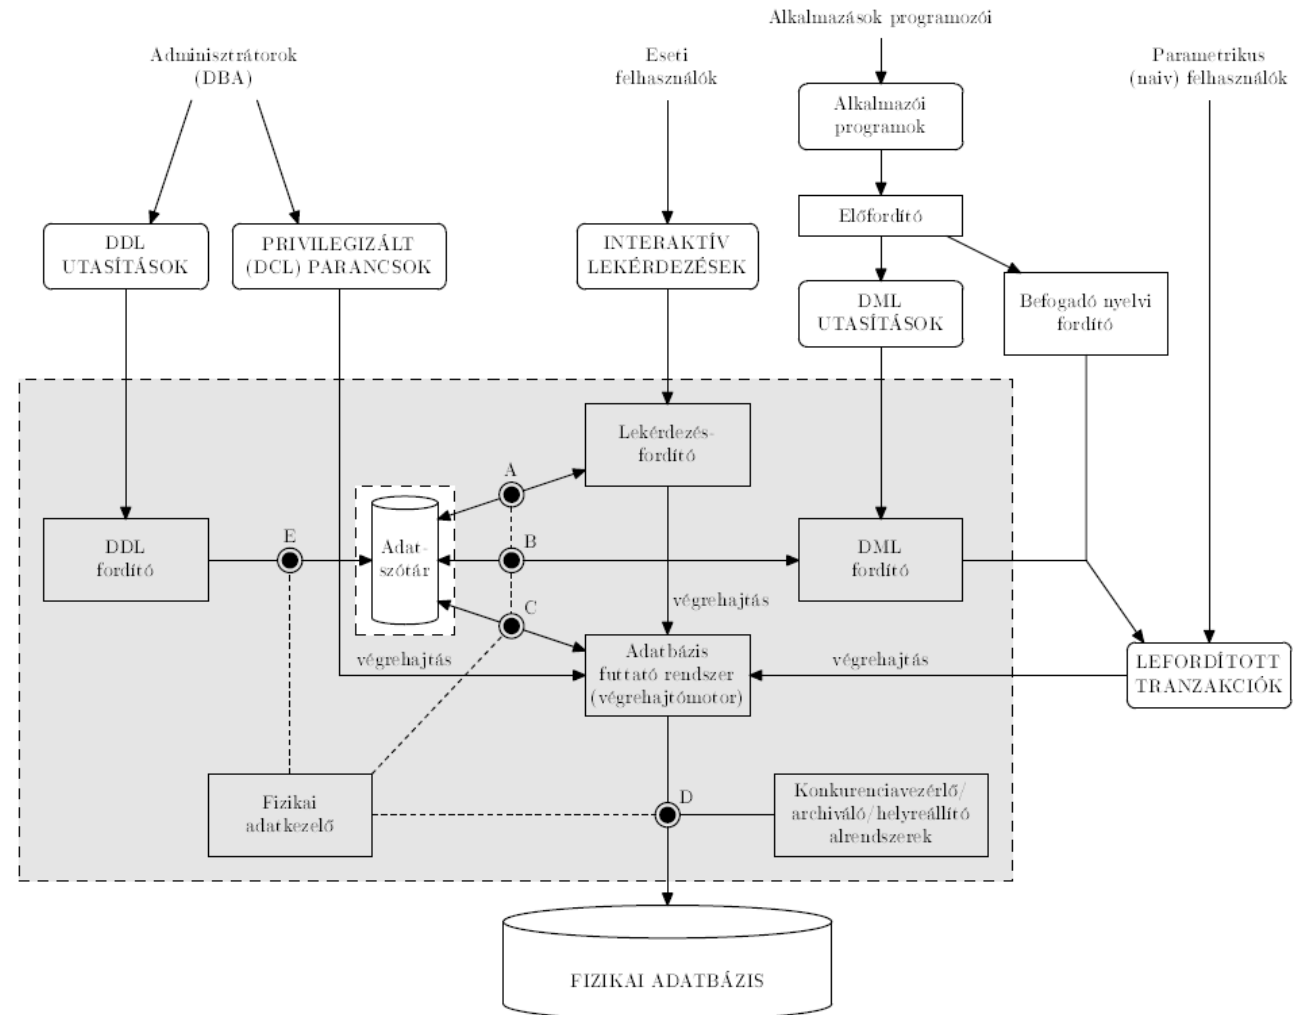 Alkalmazások programozói
Adminisztrátorok
(DBA)
Eseti
felhasználók
Parametrikus
(naiv) felhasználók
Alkalmazói
programok
Előfordító
DDL
UTASÍTÁSOK
PRIVILEGIZÁLT
(DCL) PARANCSOK
INTERAKTÍV
LEKÉRDEZÉSEK
DML
UTASÍTÁSOK
Befogadó nyelvi
fordító
Lekérdezés-
fordító
A
DDL
fordító
E
Adat-
szótár
B
DML
fordító
végrehajtás
C
végrehajtás
Adatbázis
futtató rendszer
(végrehajtómotor)
végrehajtás
LEFORDÍTOTT
TRANZAKCIÓK
Fizikai
adatkezelő
D
Konkurenciavezérlő/
archiváló/helyreállító
alrendszerek
FIZIKAI ADATBÁZIS